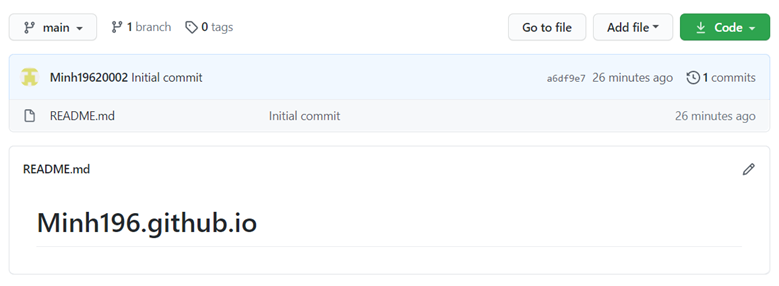 main 1 branch 0 tags Go to file Add file Code
Minh19620002 Initial commit a6df9e7 26 minutes ago 1 commits
README.md Initial commit 26 minutes ago
README.md
Minh196.github.io